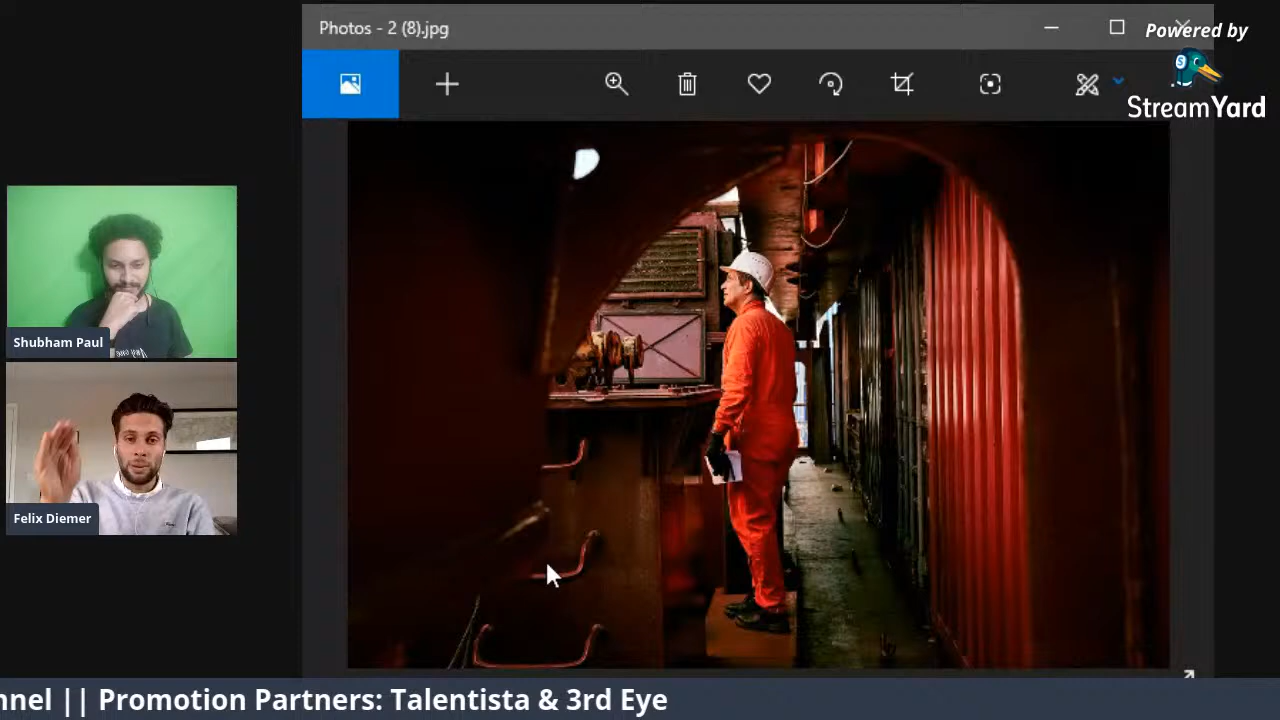 Photos - 2 (8).jpg
Powered by
StreamYard
Shubham Paul
Felix Diemer
nnel || Promotion Partners: Talentista & 3rd Eye